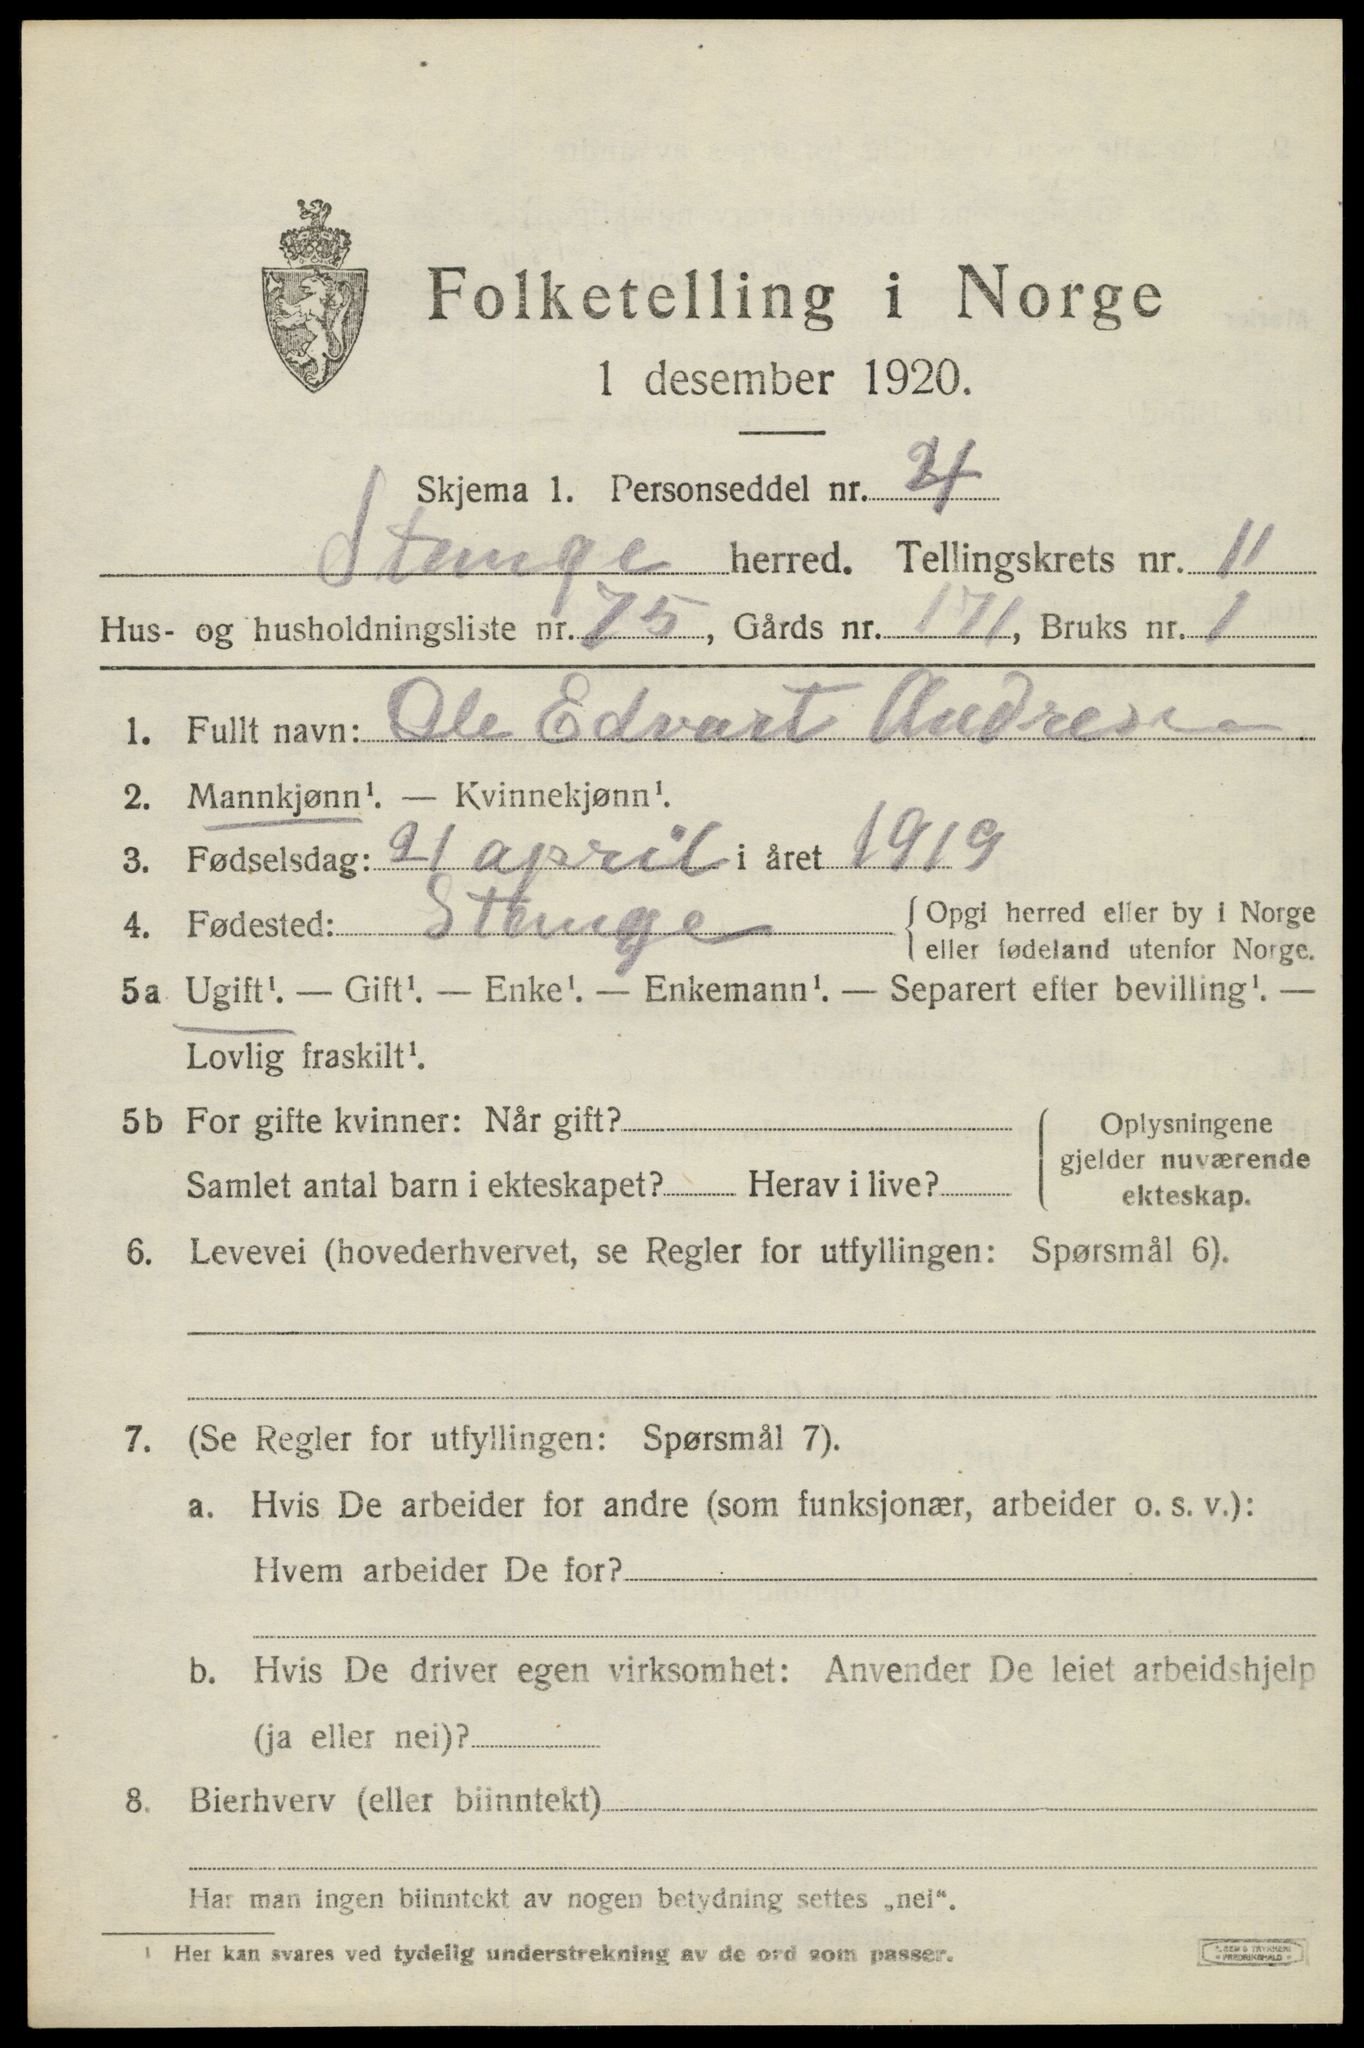 Folketelling i Norge
1 desember 1920.
Skjema 1. Personseddel nr. 4
Stange herred. Tellingskrets nr. 11
Hus- og husholdningsliste nr. 75, Gårds nr. 171, Bruks nr. 1
1. Fullt navn: Ole Edvart Andresen
2. Mannkjønn¹. — Kvinnekjønn¹.
3. Fødselsdag: 21 april i året 1919
4. Fødested: Stange { Opgi herred eller by i Norge
eller fødeland utenfor Norge.
5a Ugift¹. — Gift¹. — Enke¹. — Enkemann¹. — Separert efter bevilling¹. —
Lovlig fraskilt¹.
5b For gifte kvinner: Når gift?
Samlet antal barn i ekteskapet? Herav i live?
Oplysningene
gjelder nuværende
ekteskap.
6. Levevei (hovederhvervet, se Regler for utfyllingen: Spørsmål 6).
7. (Se Regler for utfyllingen: Spørsmål 7).
a. Hvis De arbeider for andre (som funksjonær, arbeider o. s. v.):
Hvem arbeider De for?
b. Hvis De driver egen virksomhet: Anvender De leiet arbeidshjelp
(ja eller nei)?
8. Bierhverv (eller biinntekt)
Har man ingen biinntekt av nogen betydning settes „nei“.
¹ Her kan svares ved tydelig understrekning av de ord som passer.